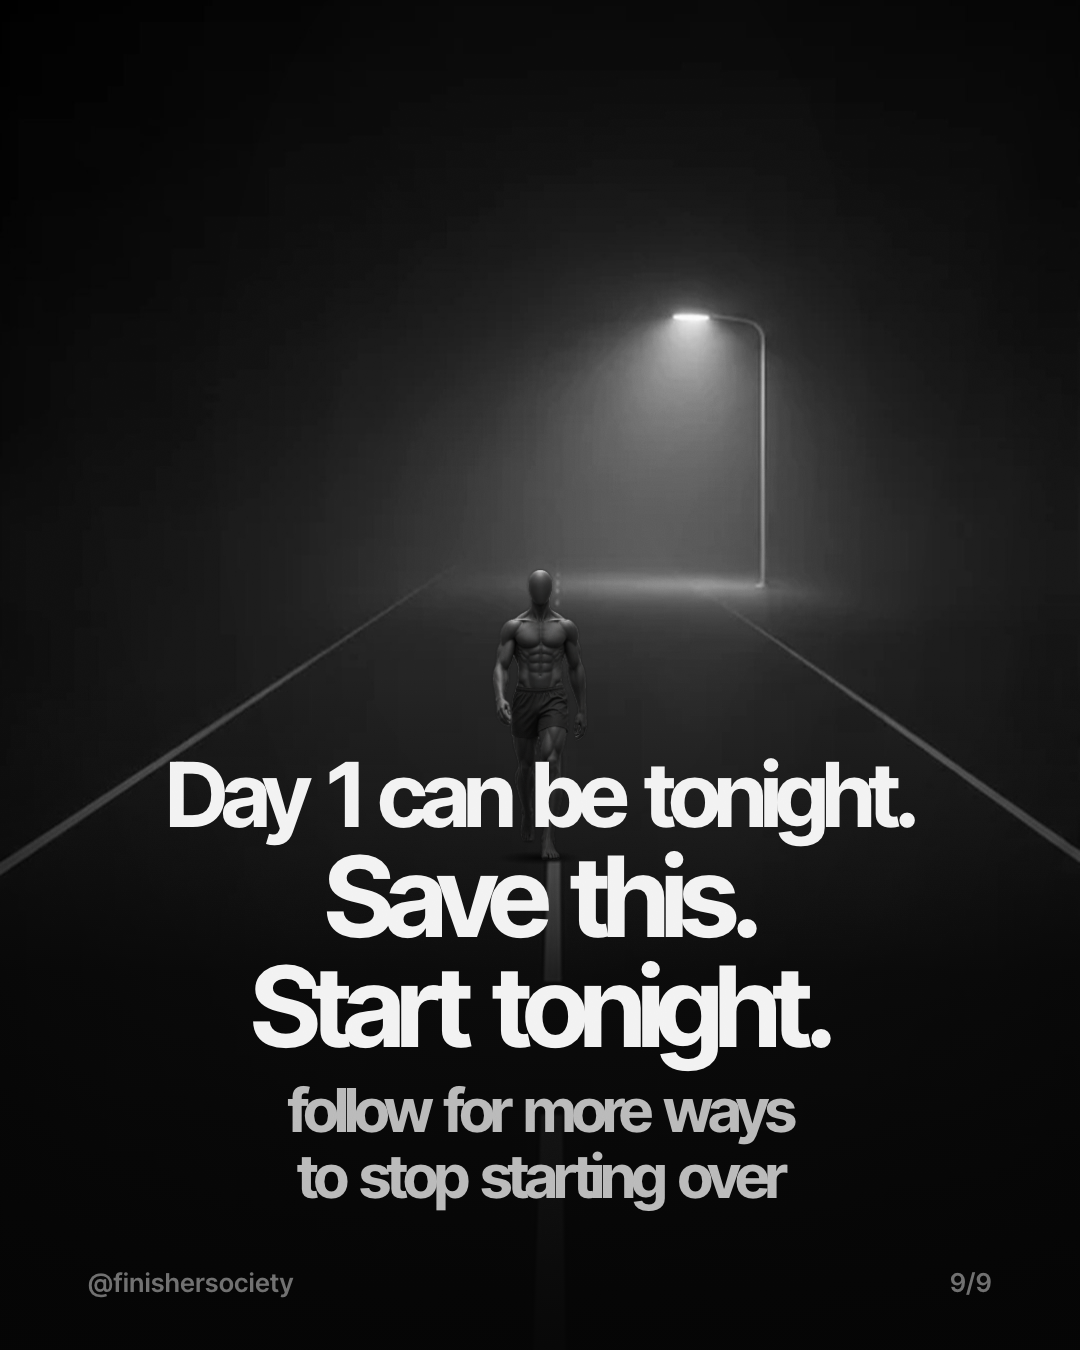 Day 1 can be tonight.
Save this.
Start tonight.
follow for more ways
to stop starting over
@finishersociety
9/9